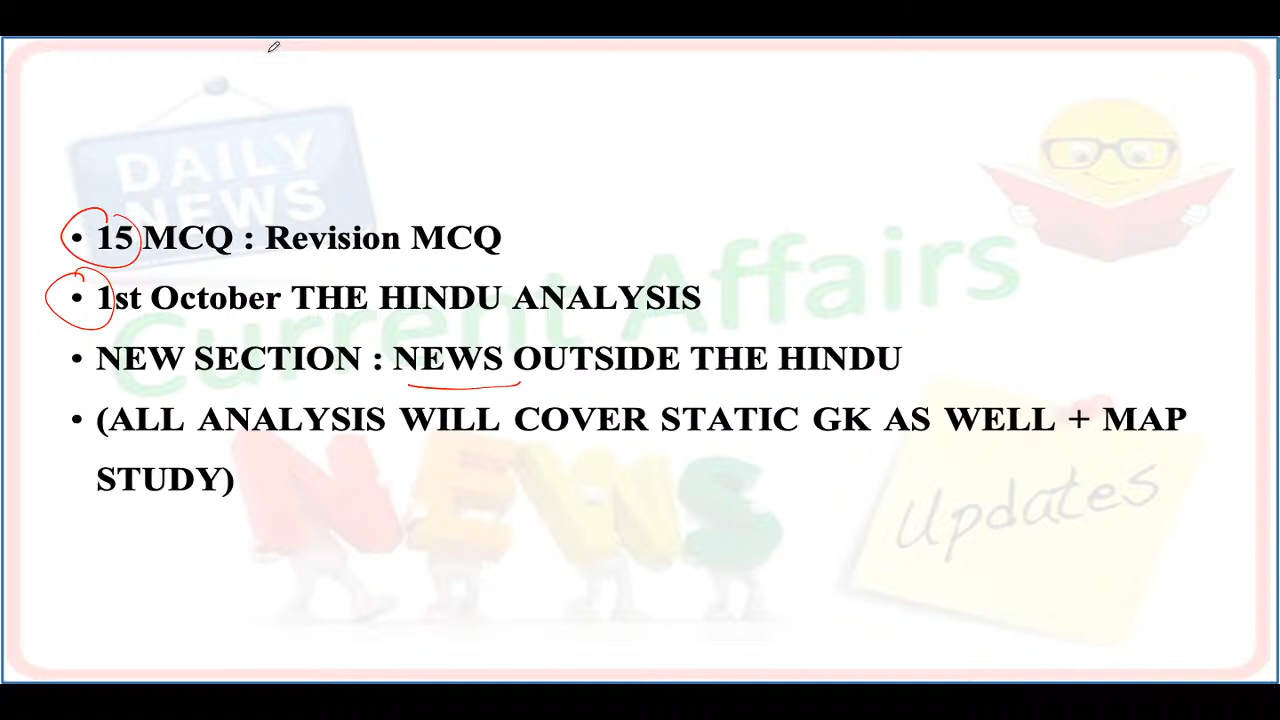 DAILY
NEWS
• 15 MCQ : Revision MCQ
• 1st October THE HINDU ANALYSIS
• NEW SECTION : NEWS OUTSIDE THE HINDU
• (ALL ANALYSIS WILL COVER STATIC GK AS WELL + MAP
STUDY)
Current Affairs
NEWS
Updates